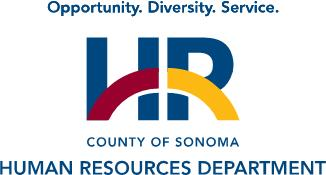 Opportunity. Diversity. Service.
HR
COUNTY OF SONOMA
HUMAN RESOURCES DEPARTMENT